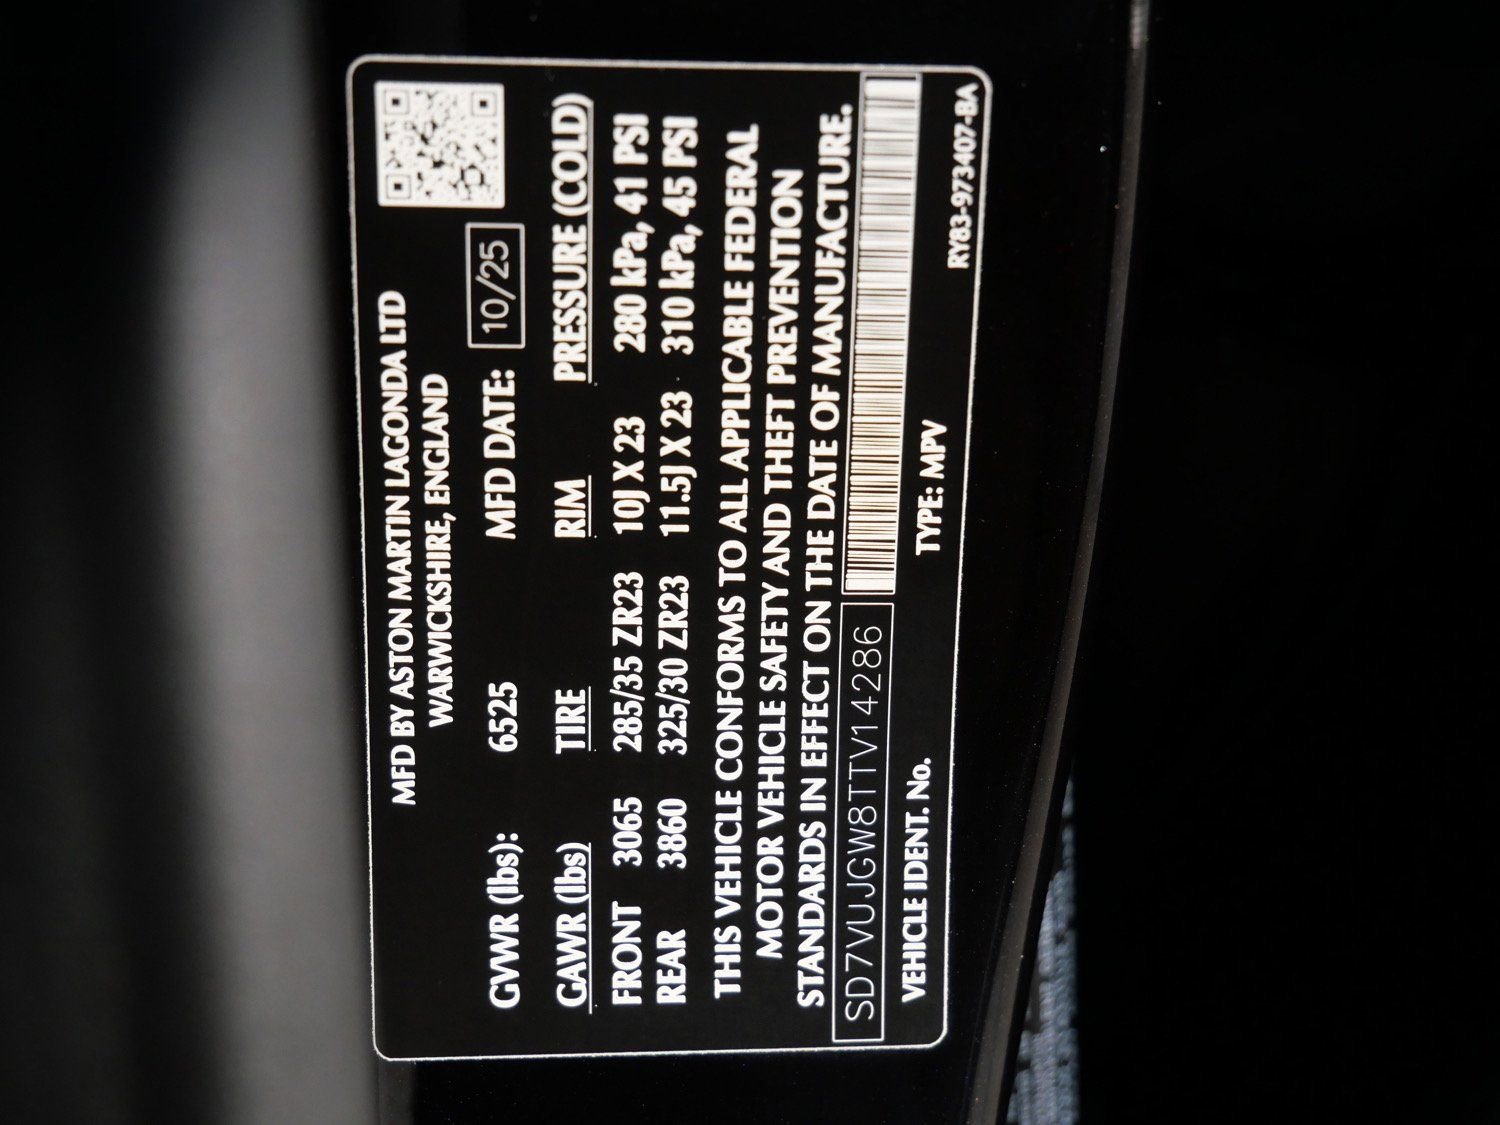 MFD BY ASTON MARTIN LAGONDA LTD
WARWICKSHIRE, ENGLAND
GVWR (lbs): 6525 MFD DATE: 10/25
GAWR (lbs) TIRE RIM PRESSURE (COLD)
FRONT 3065 285/35 ZR23 10J X 23 280 kPa, 41 PSI
REAR 3860 325/30 ZR23 11.5J X 23 310 kPa, 45 PSI
THIS VEHICLE CONFORMS TO ALL APPLICABLE FEDERAL
MOTOR VEHICLE SAFETY AND THEFT PREVENTION
STANDARDS IN EFFECT ON THE DATE OF MANUFACTURE.
SD7VUJGW8TTV14286
VEHICLE IDENT. No. TYPE: MPV RY83-973407-BA